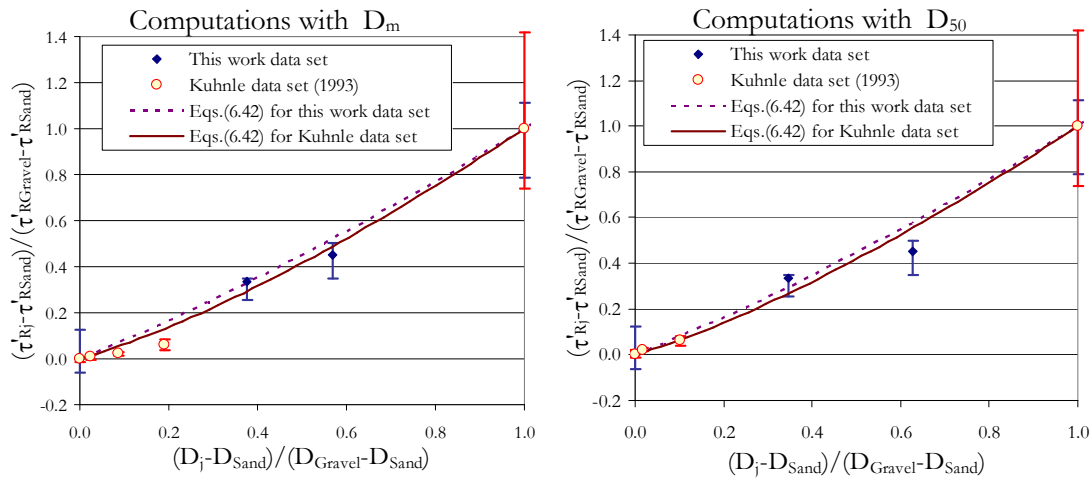 Computations with Dm
1.4
1.2
1.0
0.8
0.6
0.4
0.2
0.0
-0.2
(τ'Rj-τ'RSand)/(τ'RGravel-τ'RSand)
This work data set
Kuhnle data set (1993)
Eqs.(6.42) for this work data set
Eqs.(6.42) for Kuhnle data set
0.0 0.2 0.4 0.6 0.8 1.0
(Dj-DSand)/(DGravel-DSand)
Computations with D50
1.4
1.2
1.0
0.8
0.6
0.4
0.2
0.0
-0.2
(τ'Rj-τ'RSand)/(τ'RGravel-τ'RSand)
This work data set
Kuhnle data set (1993)
Eqs.(6.42) for this work data set
Eqs.(6.42) for Kuhnle data set
0.0 0.2 0.4 0.6 0.8 1.0
(Dj-DSand)/(DGravel-DSand)